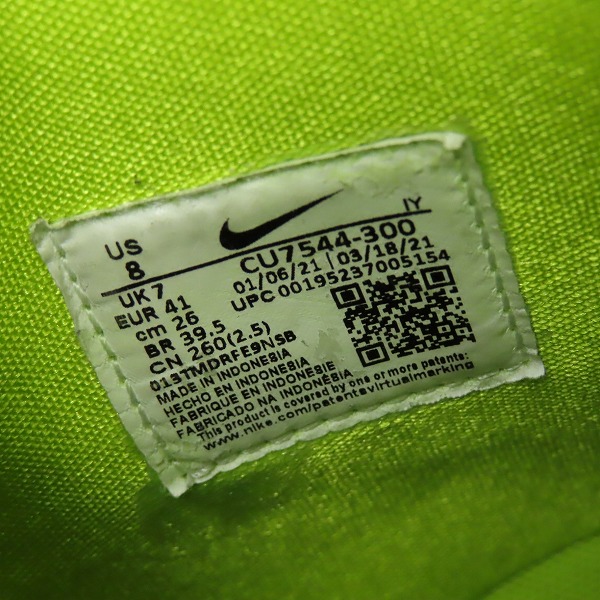 IY
US
8
CU7544-300
01/06/21 | 03/18/21
UPC 00195237005154
UK 7
EUR 41
cm 26
BR 39.5
CN 260(2.5)
013TMDRFE9NSB
MADE IN INDONESIA
HECHO EN INDONESIA
FABRIQUE EN INDONESIE
FABRICADO NA INDONÉSIA
This product is covered by one or more patents:
www.nike.com/patentsvirtualmarking